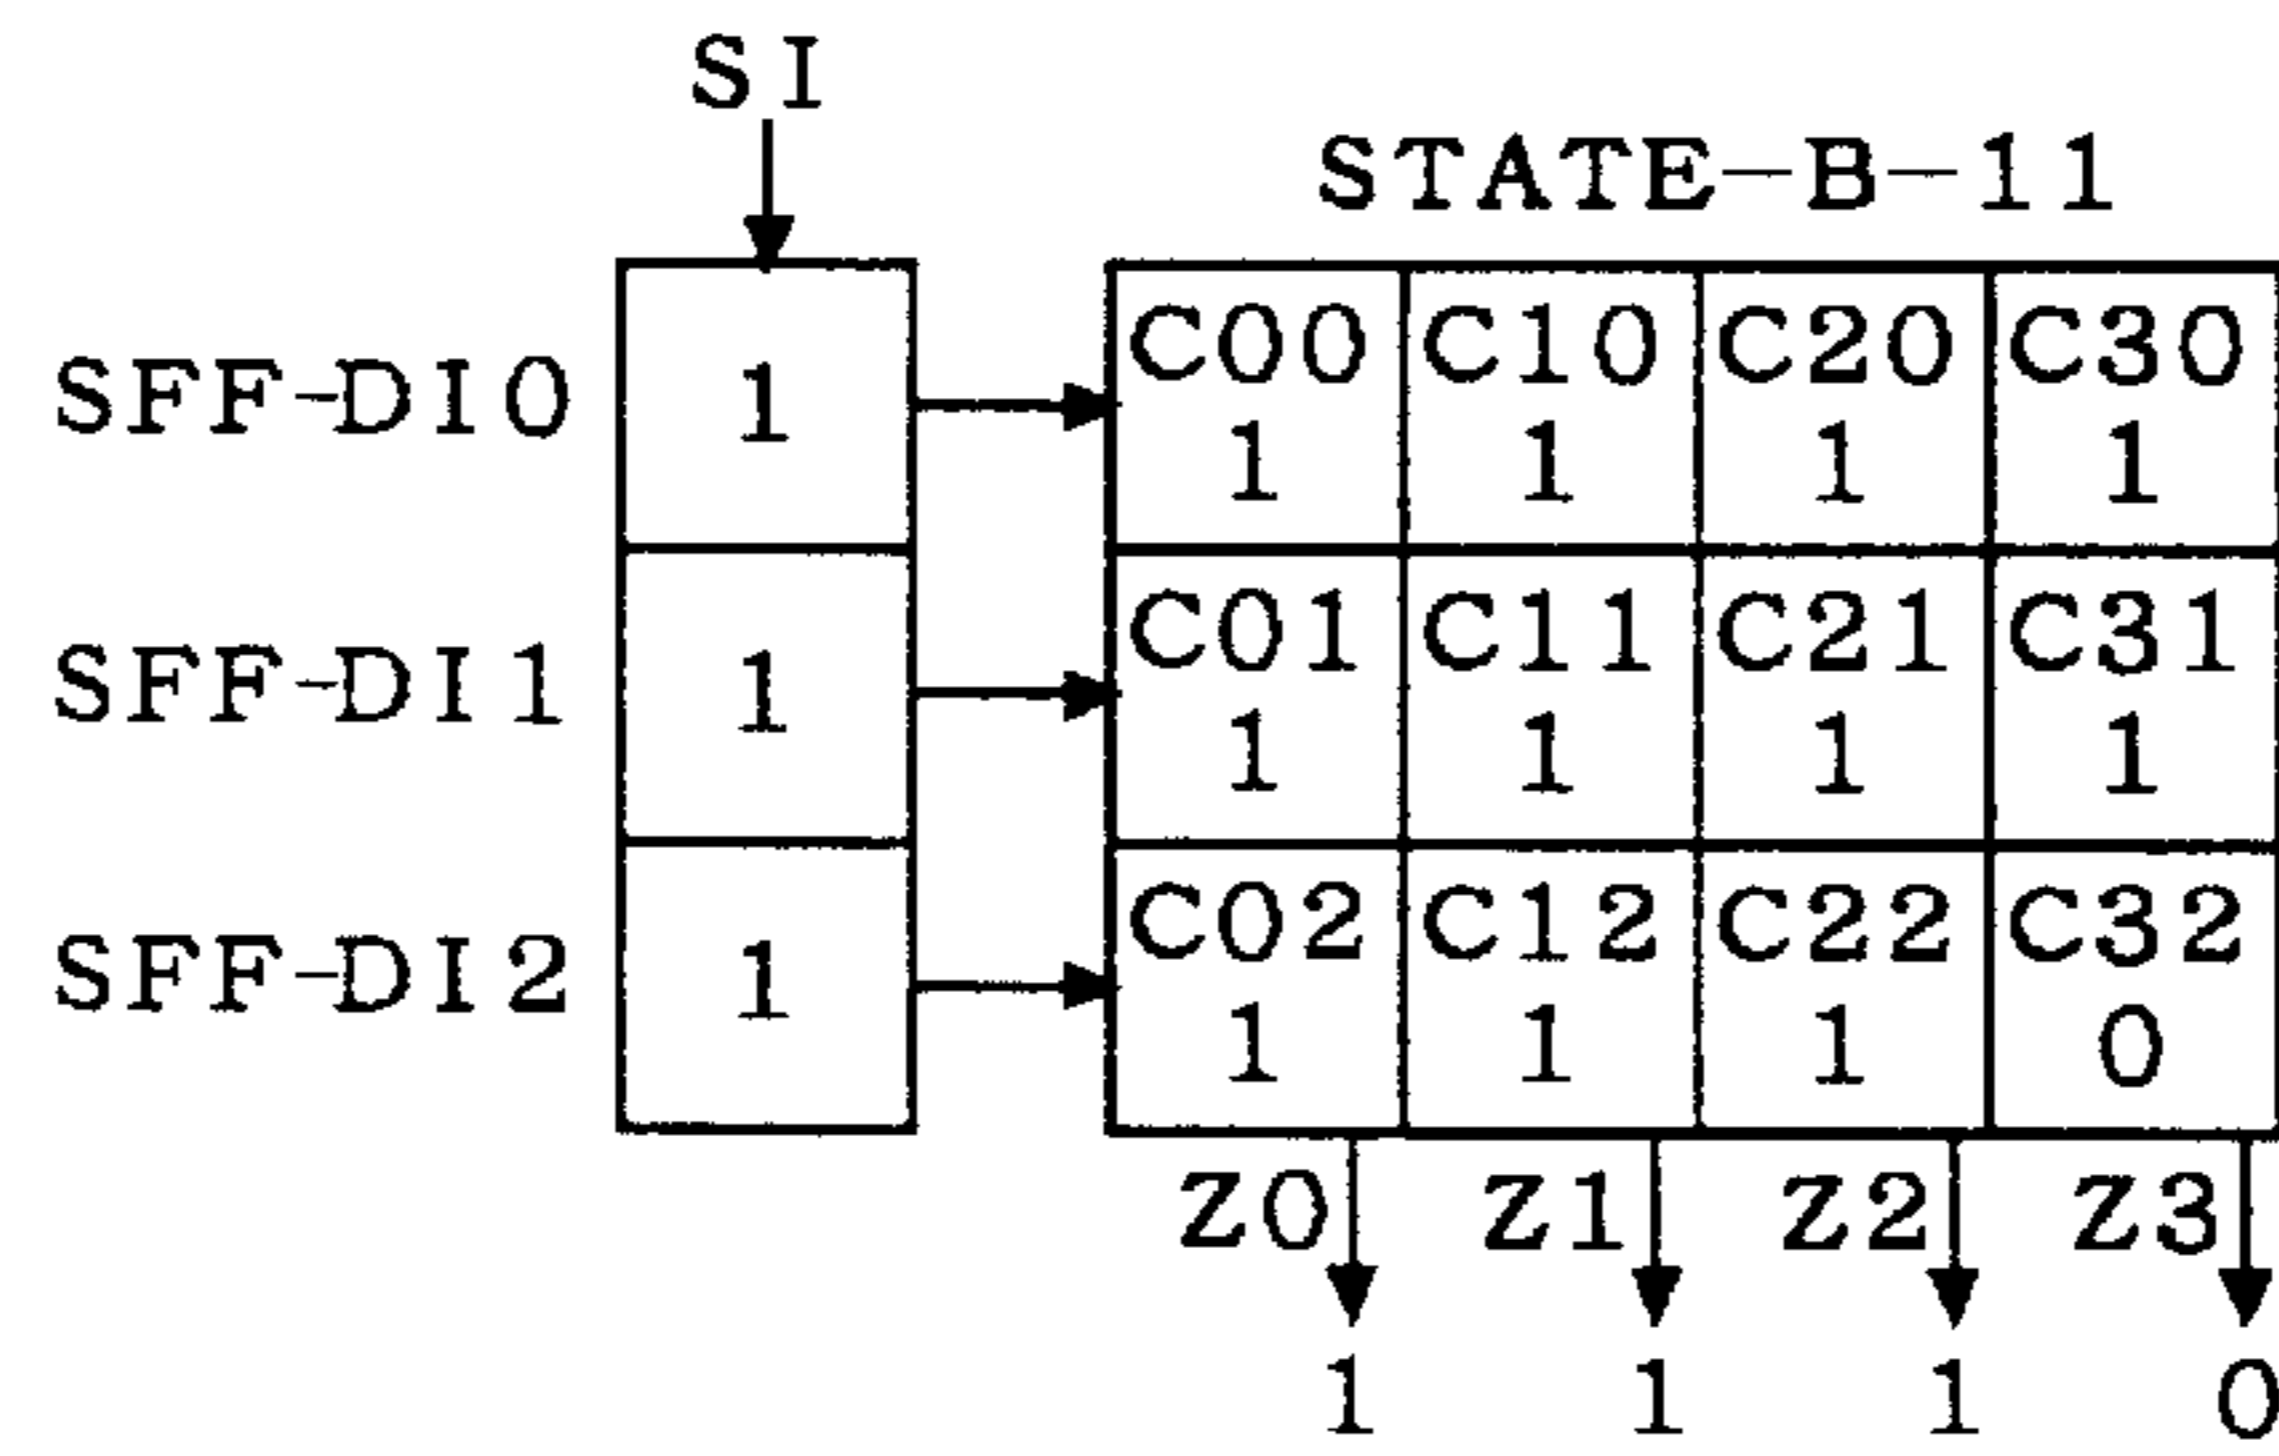 SI
STATE-B-11
SFF-DI0 1 C00 C10 C20 C30
1 1 1 1
SFF-DI1 1 C01 C11 C21 C31
1 1 1 1
SFF-DI2 1 C02 C12 C22 C32
1 1 1 0
Z0 Z1 Z2 Z3
1 1 1 0